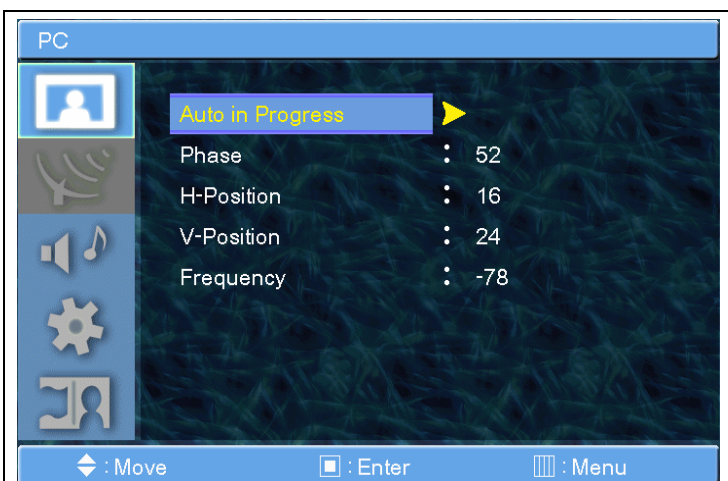 PC
Auto in Progress
Phase : 52
H-Position : 16
V-Position : 24
Frequency : -78
: Move : Enter : Menu